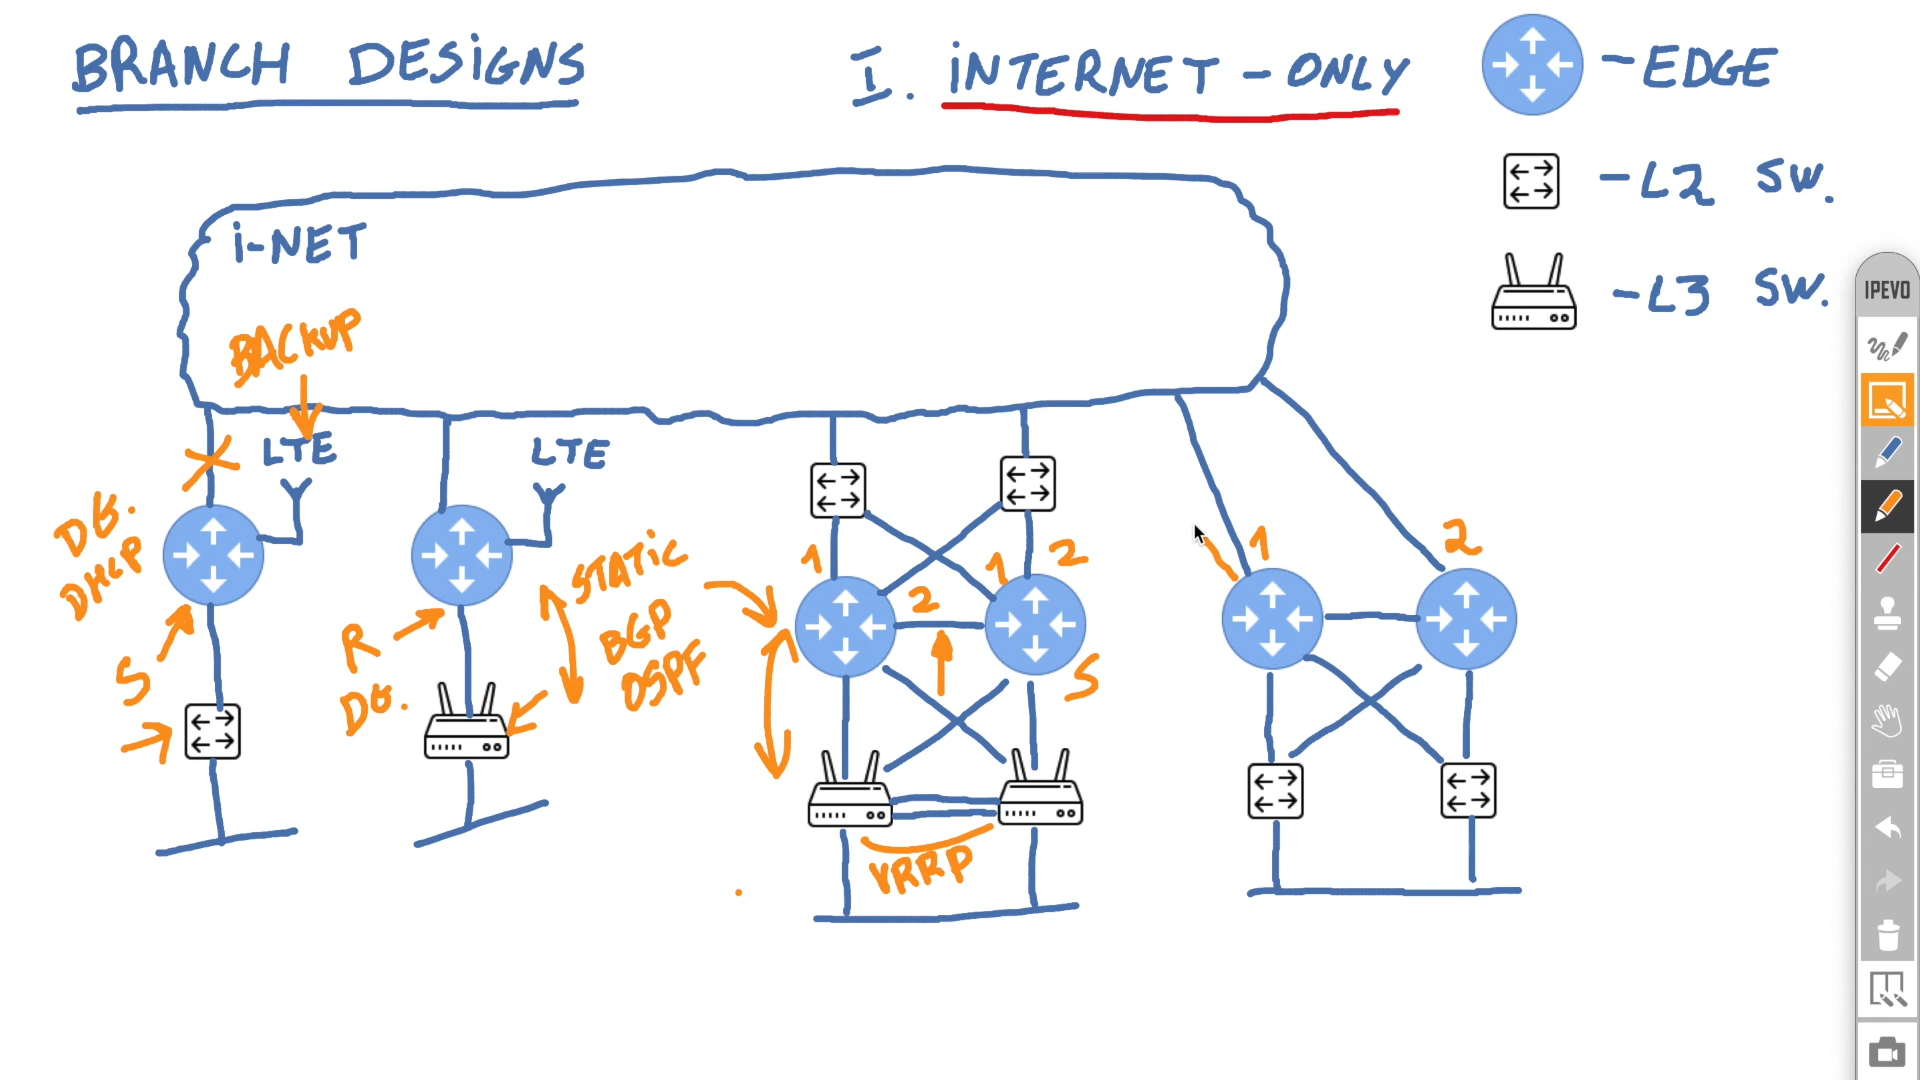 BRANCH DESiGNS
I. iNTERNET - ONLY
- EDGE
- L2 SW.
- L3 SW.
IPEVO
i-NET
BACKUP
LTE
LTE
DG.
DHCP
S
R
DG.
STATiC
BGP
OSPF
1
2
1
2
S
VRRP
1
2